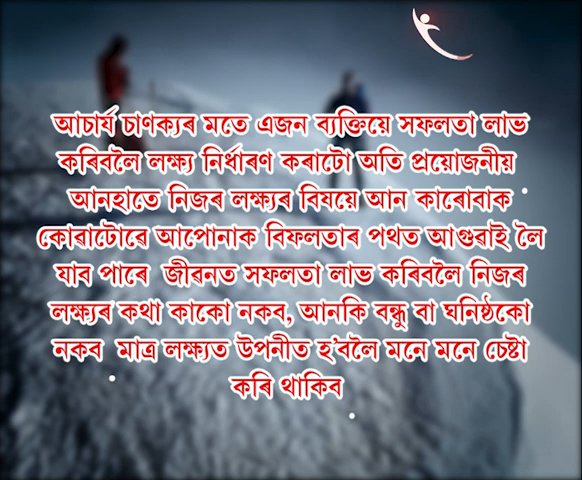 আচাৰ্য চাণক্যৰ মতে এজন ব্যক্তিয়ে সফলতা লাভ
কৰিবলৈ লক্ষ্য নিৰ্ধাৰণ কৰাটো অতি প্ৰয়োজনীয়
আনহাতে নিজৰ লক্ষ্যৰ বিষয়ে আন কাৰোবাক
কোৱাটোৱে আপোনাক বিফলতাৰ পথত আগুৱাই লৈ
যাব পাৰে জীৱনত সফলতা লাভ কৰিবলৈ নিজৰ
লক্ষ্যৰ কথা কাকো নকব, আনকি বন্ধু বা ঘনিষ্ঠকো
নকব মাত্ৰ লক্ষ্যত উপনীত হ'বলৈ মনে মনে চেষ্টা
কৰি থাকিব